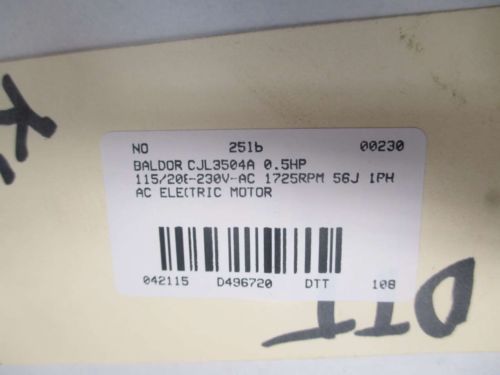 NO 251b 00230
BALDOR CJL3504A 0.5HP
115/208-230V-AC 1725RPM 56J 1PH
AC ELECTRIC MOTOR
042115 D496720 DTT 108
DTT